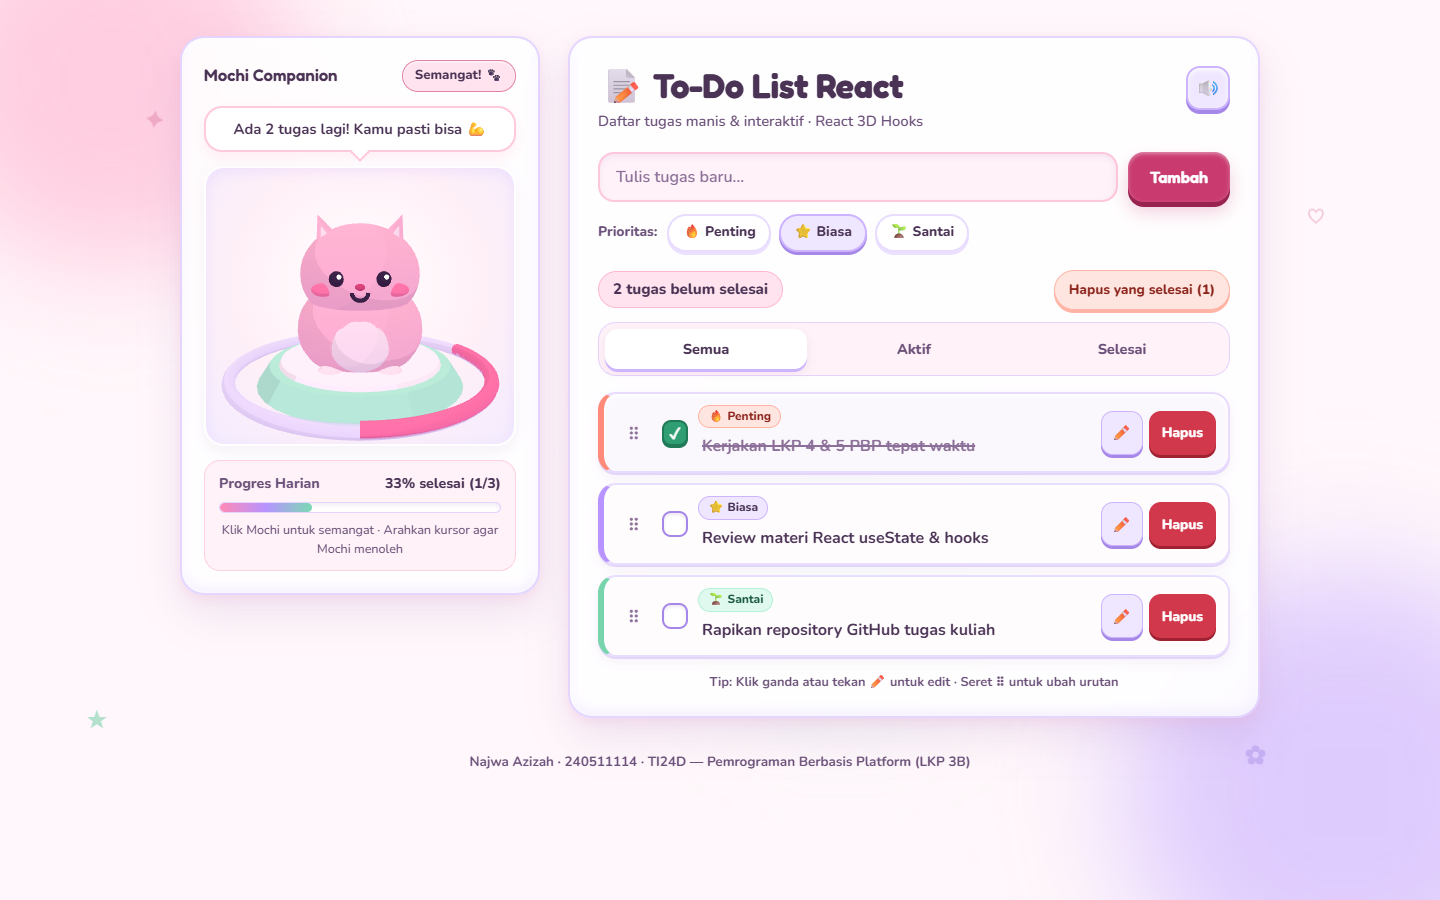 Mochi Companion
Semangat! 🐾
Ada 2 tugas lagi! Kamu pasti bisa 💪
Progres Harian
33% selesai (1/3)
Klik Mochi untuk semangat · Arahkan kursor agar
Mochi menoleh
📝 To-Do List React
Daftar tugas manis & interaktif · React 3D Hooks
🔊
Tulis tugas baru...
Tambah
Prioritas:
🔥 Penting
⭐ Biasa
🌱 Santai
2 tugas belum selesai
Hapus yang selesai (1)
Semua
Aktif
Selesai
⠿
✓
🔥 Penting
Kerjakan LKP 4 & 5 PBP tepat waktu
✏️
Hapus
⠿
⭐ Biasa
Review materi React useState & hooks
✏️
Hapus
⠿
🌱 Santai
Rapikan repository GitHub tugas kuliah
✏️
Hapus
Tip: Klik ganda atau tekan ✏️ untuk edit · Seret ⠿ untuk ubah urutan
Najwa Azizah · 240511114 · TI24D — Pemrograman Berbasis Platform (LKP 3B)